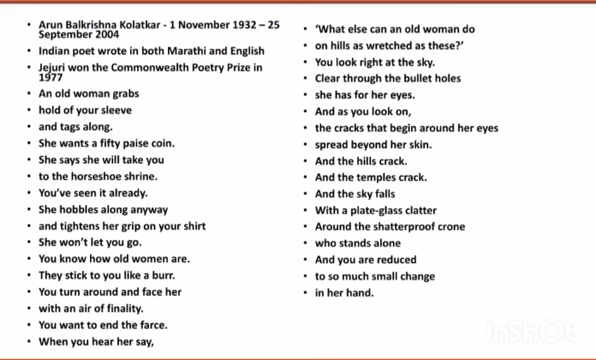 • Arun Balkrishna Kolatkar - 1 November 1932 – 25
September 2004
• Indian poet wrote in both Marathi and English
• Jejuri won the Commonwealth Poetry Prize in
1977
• An old woman grabs
• hold of your sleeve
• and tags along.
• She wants a fifty paise coin.
• She says she will take you
• to the horseshoe shrine.
• You've seen it already.
• She hobbles along anyway
• and tightens her grip on your shirt
• She won't let you go.
• You know how old women are.
• They stick to you like a burr.
• You turn around and face her
• with an air of finality.
• You want to end the farce.
• When you hear her say,
• 'What else can an old woman do
• on hills as wretched as these?'
• You look right at the sky.
• Clear through the bullet holes
• she has for her eyes.
• And as you look on,
• the cracks that begin around her eyes
• spread beyond her skin.
• And the hills crack.
• And the temples crack.
• And the sky falls
• With a plate-glass clatter
• Around the shatterproof crone
• who stands alone
• And you are reduced
• to so much small change
• in her hand.
InShOt